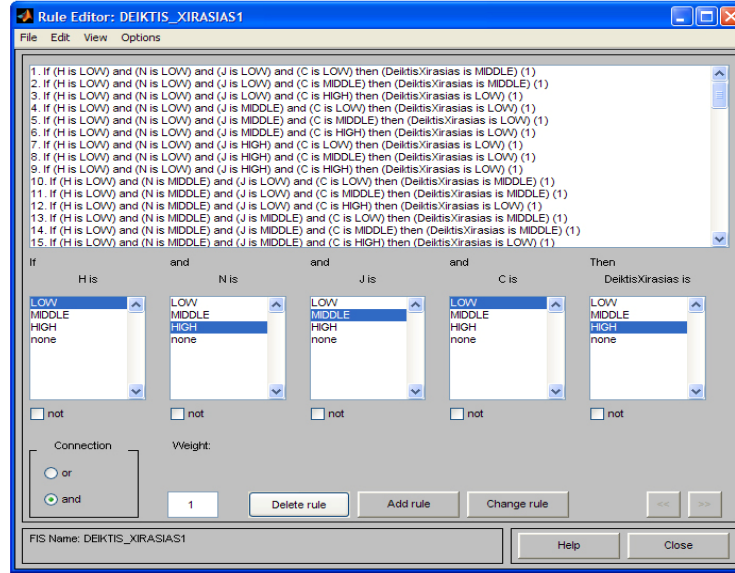 Rule Editor: DEIKTIS_XIRASIAS1
File Edit View Options
1. If (H is LOW) and (N is LOW) and (J is LOW) and (C is LOW) then (DeiktisXirasias is MIDDLE) (1)
2. If (H is LOW) and (N is LOW) and (J is LOW) and (C is MIDDLE) then (DeiktisXirasias is MIDDLE) (1)
3. If (H is LOW) and (N is LOW) and (J is LOW) and (C is HIGH) then (DeiktisXirasias is LOW) (1)
4. If (H is LOW) and (N is LOW) and (J is MIDDLE) and (C is LOW) then (DeiktisXirasias is LOW) (1)
5. If (H is LOW) and (N is LOW) and (J is MIDDLE) and (C is MIDDLE) then (DeiktisXirasias is LOW) (1)
6. If (H is LOW) and (N is LOW) and (J is MIDDLE) and (C is HIGH) then (DeiktisXirasias is LOW) (1)
7. If (H is LOW) and (N is LOW) and (J is HIGH) and (C is LOW) then (DeiktisXirasias is LOW) (1)
8. If (H is LOW) and (N is LOW) and (J is HIGH) and (C is MIDDLE) then (DeiktisXirasias is LOW) (1)
9. If (H is LOW) and (N is LOW) and (J is HIGH) and (C is HIGH) then (DeiktisXirasias is LOW) (1)
10. If (H is LOW) and (N is MIDDLE) and (J is LOW) and (C is LOW) then (DeiktisXirasias is MIDDLE) (1)
11. If (H is LOW) and (N is MIDDLE) and (J is LOW) and (C is MIDDLE) then (DeiktisXirasias is MIDDLE) (1)
12. If (H is LOW) and (N is MIDDLE) and (J is LOW) and (C is HIGH) then (DeiktisXirasias is LOW) (1)
13. If (H is LOW) and (N is MIDDLE) and (J is MIDDLE) and (C is LOW) then (DeiktisXirasias is MIDDLE) (1)
14. If (H is LOW) and (N is MIDDLE) and (J is MIDDLE) and (C is MIDDLE) then (DeiktisXirasias is MIDDLE) (1)
15. If (H is LOW) and (N is MIDDLE) and (J is MIDDLE) and (C is HIGH) then (DeiktisXirasias is LOW) (1)
If and and and Then
H is N is J is C is DeiktisXirasias is
LOW LOW LOW LOW LOW
MIDDLE MIDDLE MIDDLE MIDDLE MIDDLE
HIGH HIGH HIGH HIGH HIGH
none none none none none
not not not not not
Connection Weight:
or
and 1 Delete rule Add rule Change rule << >>
FIS Name: DEIKTIS_XIRASIAS1 Help Close